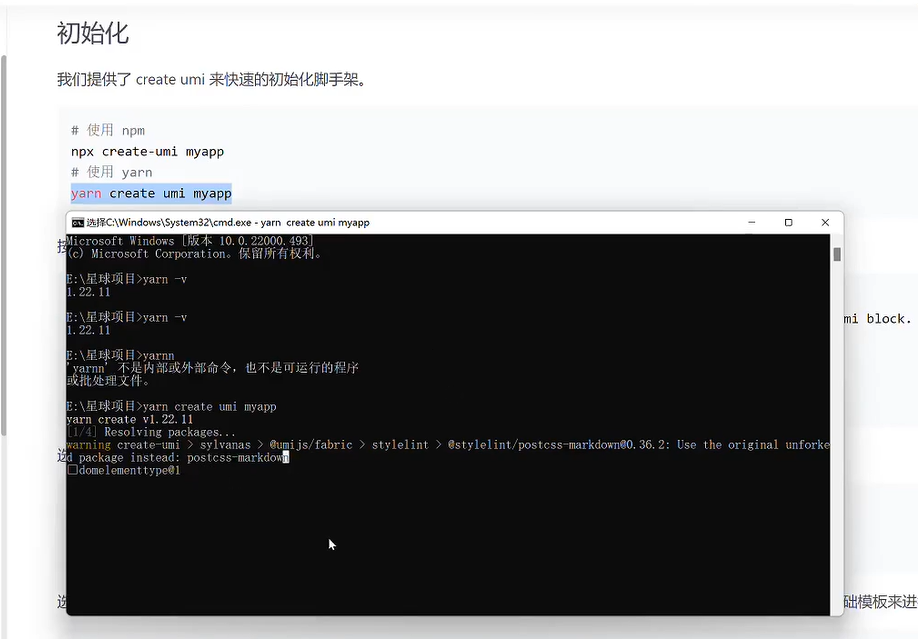 初始化
我们提供了 create umi 来快速的初始化脚手架。
# 使用 npm
npx create-umi myapp
# 使用 yarn
yarn create umi myapp
选择C:\Windows\System32\cmd.exe - yarn create umi myapp
Microsoft Windows [版本 10.0.22000.493]
(c) Microsoft Corporation。保留所有权利。
E:\星球项目>yarn -v
1.22.11
E:\星球项目>yarn -v
1.22.11
mi block.
E:\星球项目>yarnn
'yarnn' 不是内部或外部命令，也不是可运行的程序
或批处理文件。
E:\星球项目>yarn create umi myapp
yarn create v1.22.11
[1/4] Resolving packages...
warning create-umi > sylvanas > @umijs/fabric > stylelint > @stylelint/postcss-markdown@0.36.2: Use the original unforke
d package instead: postcss-markdown
domelementtype@1
础模板来进